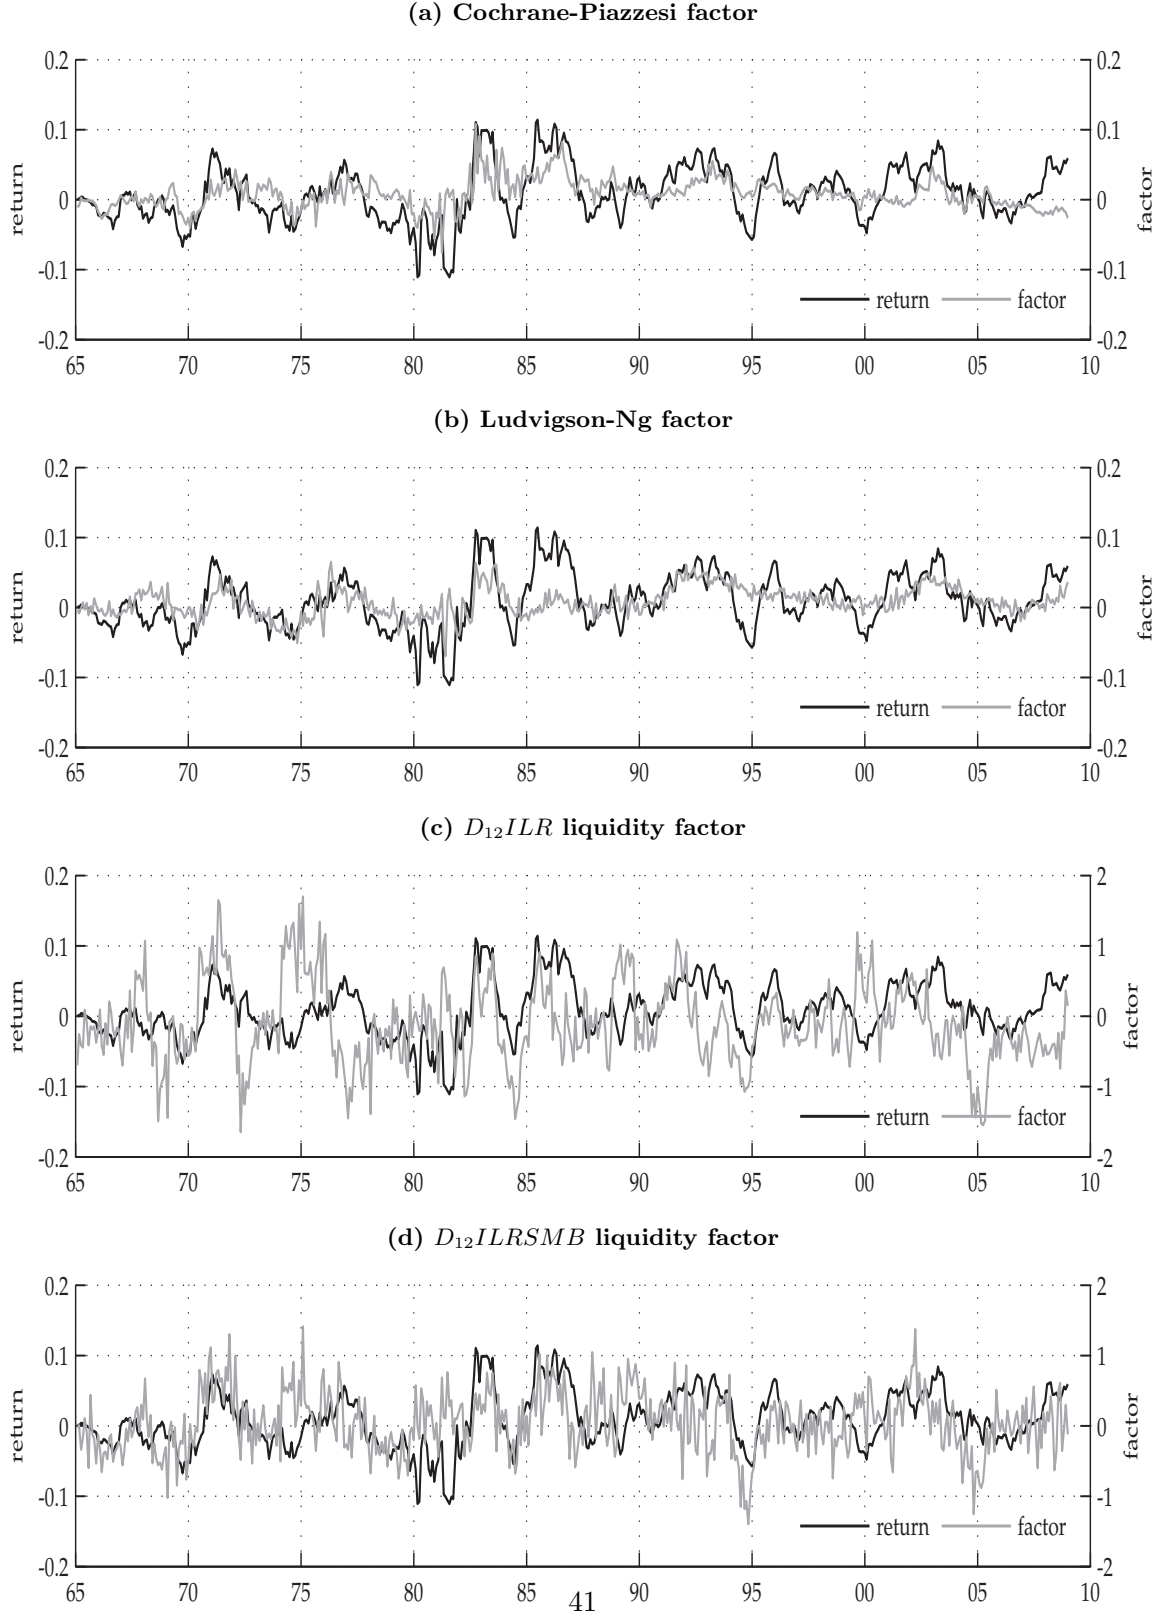 (a) Cochrane-Piazzesi factor
0.2 0.2
0.1 0.1
return 0 0 factor
-0.1 -0.1
return factor
-0.2 -0.2
65 70 75 80 85 90 95 00 05 10
(b) Ludvigson-Ng factor
0.2 0.2
0.1 0.1
return 0 0 factor
-0.1 -0.1
return factor
-0.2 -0.2
65 70 75 80 85 90 95 00 05 10
(c) D₁₂ILR liquidity factor
0.2 2
0.1 1
return 0 0 factor
-0.1 -1
return factor
-0.2 -2
65 70 75 80 85 90 95 00 05 10
(d) D₁₂ILRSMB liquidity factor
0.2 2
0.1 1
return 0 0 factor
-0.1 -1
return factor
-0.2 -2
65 70 75 80 85 90 95 00 05 10
41